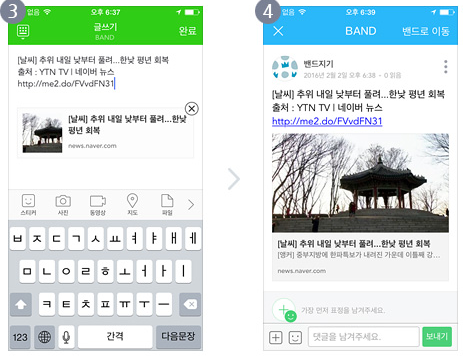 3
없음 오후 6:37
글쓰기
BAND
완료
[날씨] 추위 내일 낮부터 풀려...한낮 평년 회복
출처 : YTN TV | 네이버 뉴스
http://me2.do/FVvdFN31
[날씨] 추위 내일 낮부터 풀려...한낮
평년 회복
news.naver.com
스티커 사진 동영상 지도 파일
ㅂ ㅈ ㄷ ㄱ ㅅ ㅛ ㅕ ㅑ ㅐ ㅔ
ㅁ ㄴ ㅇ ㄹ ㅎ ㅗ ㅓ ㅏ ㅣ
ㅋ ㅌ ㅊ ㅍ ㅠ ㅜ ㅡ
123 간격 다음문장
4
없음 오후 6:39
BAND 밴드로 이동
밴드지기
2016년 2월 2일 오후 6:38 · 0 읽음
[날씨] 추위 내일 낮부터 풀려...한낮 평년 회복
출처 : YTN TV | 네이버 뉴스
http://me2.do/FVvdFN31
[날씨] 추위 내일 낮부터 풀려...한낮 평년 회복
[앵커] 중부지방에 한파특보가 내려진 가운데 이틀째 강...
news.naver.com
가장 먼저 표정을 남겨주세요.
댓글을 남겨주세요. 보내기